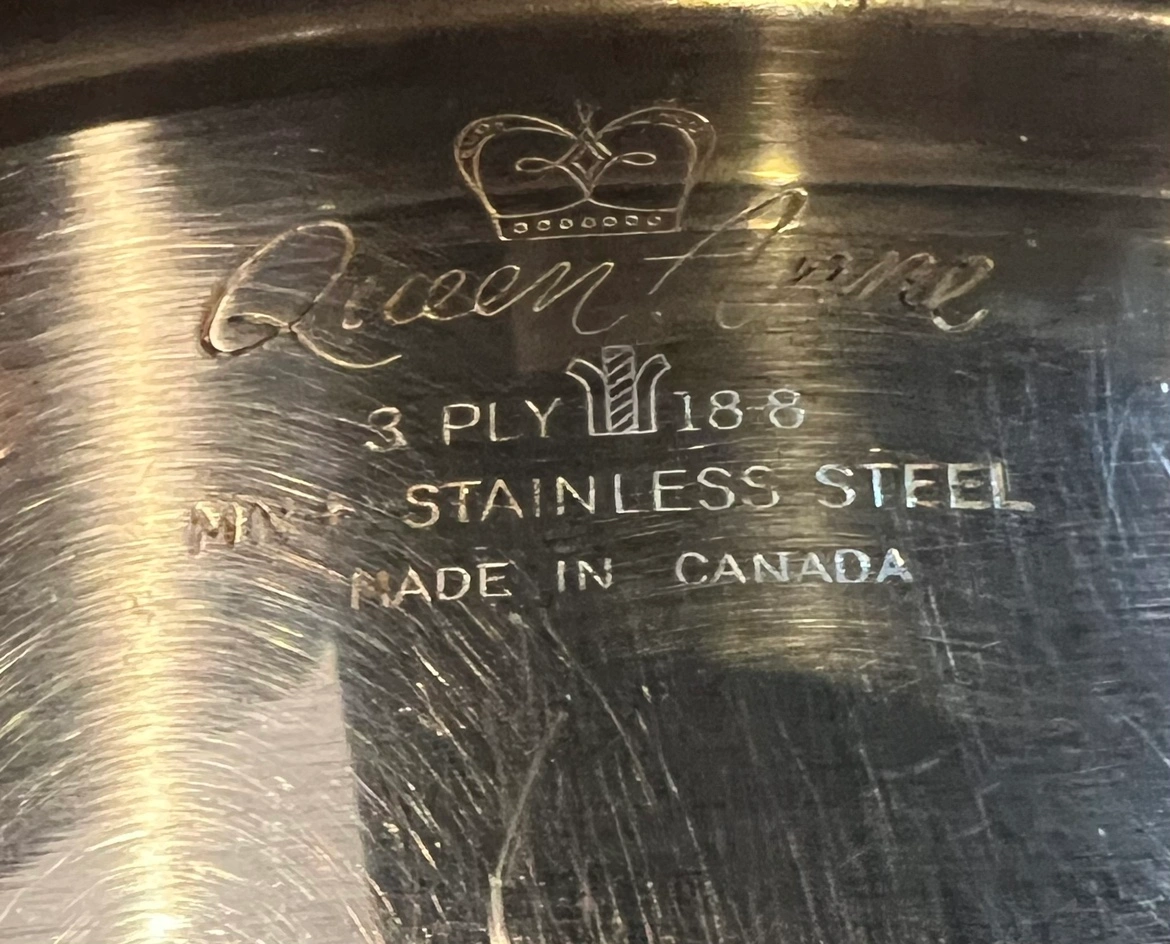 Queen Anne
3 PLY 18-8
STAINLESS STEEL
MADE IN CANADA